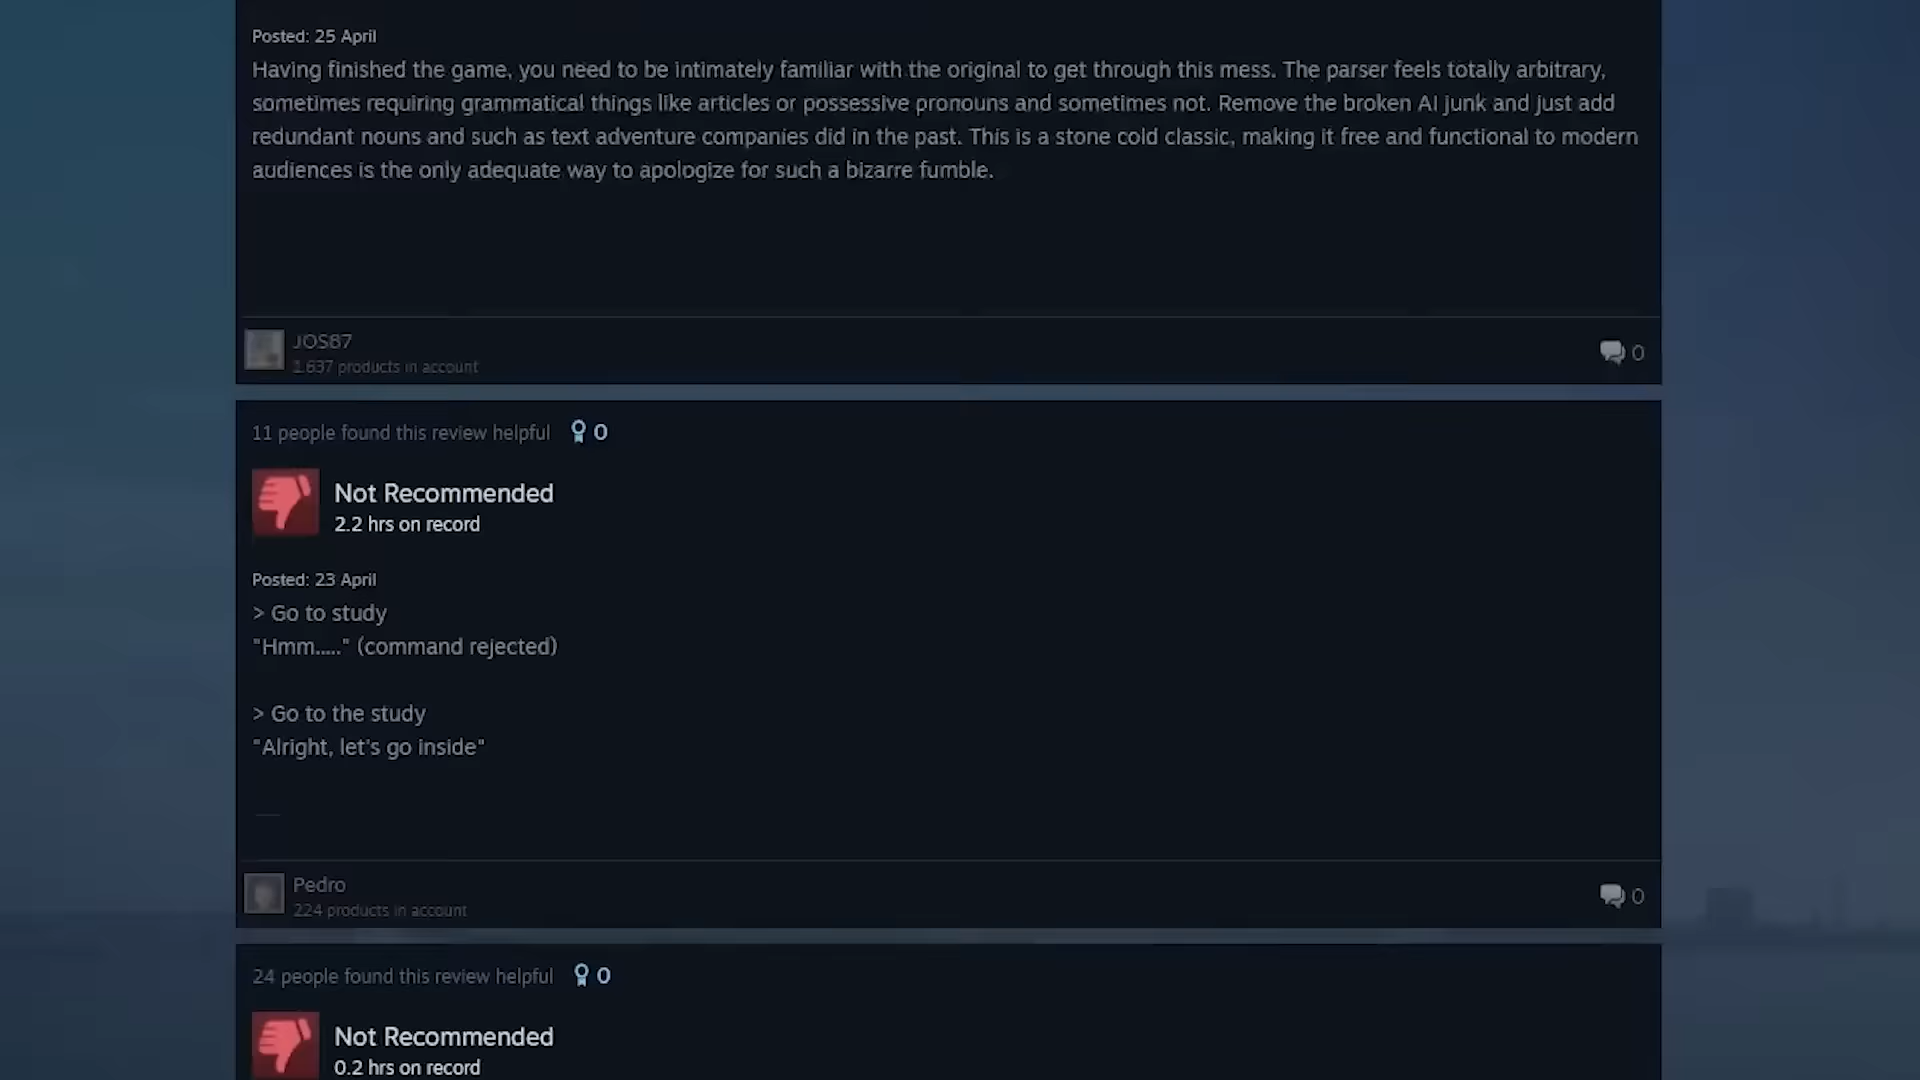 Posted: 25 April
Having finished the game, you need to be intimately familiar with the original to get through this mess. The parser feels totally arbitrary,
sometimes requiring grammatical things like articles or possessive pronouns and sometimes not. Remove the broken AI junk and just add
redundant nouns and such as text adventure companies did in the past. This is a stone cold classic, making it free and functional to modern
audiences is the only adequate way to apologize for such a bizarre fumble.
JOS87
1.637 products in account
0
11 people found this review helpful 0
Not Recommended
2.2 hrs on record
Posted: 23 April
> Go to study
"Hmm....." (command rejected)
> Go to the study
"Alright, let's go inside"
Pedro
224 products in account
0
24 people found this review helpful 0
Not Recommended
0.2 hrs on record